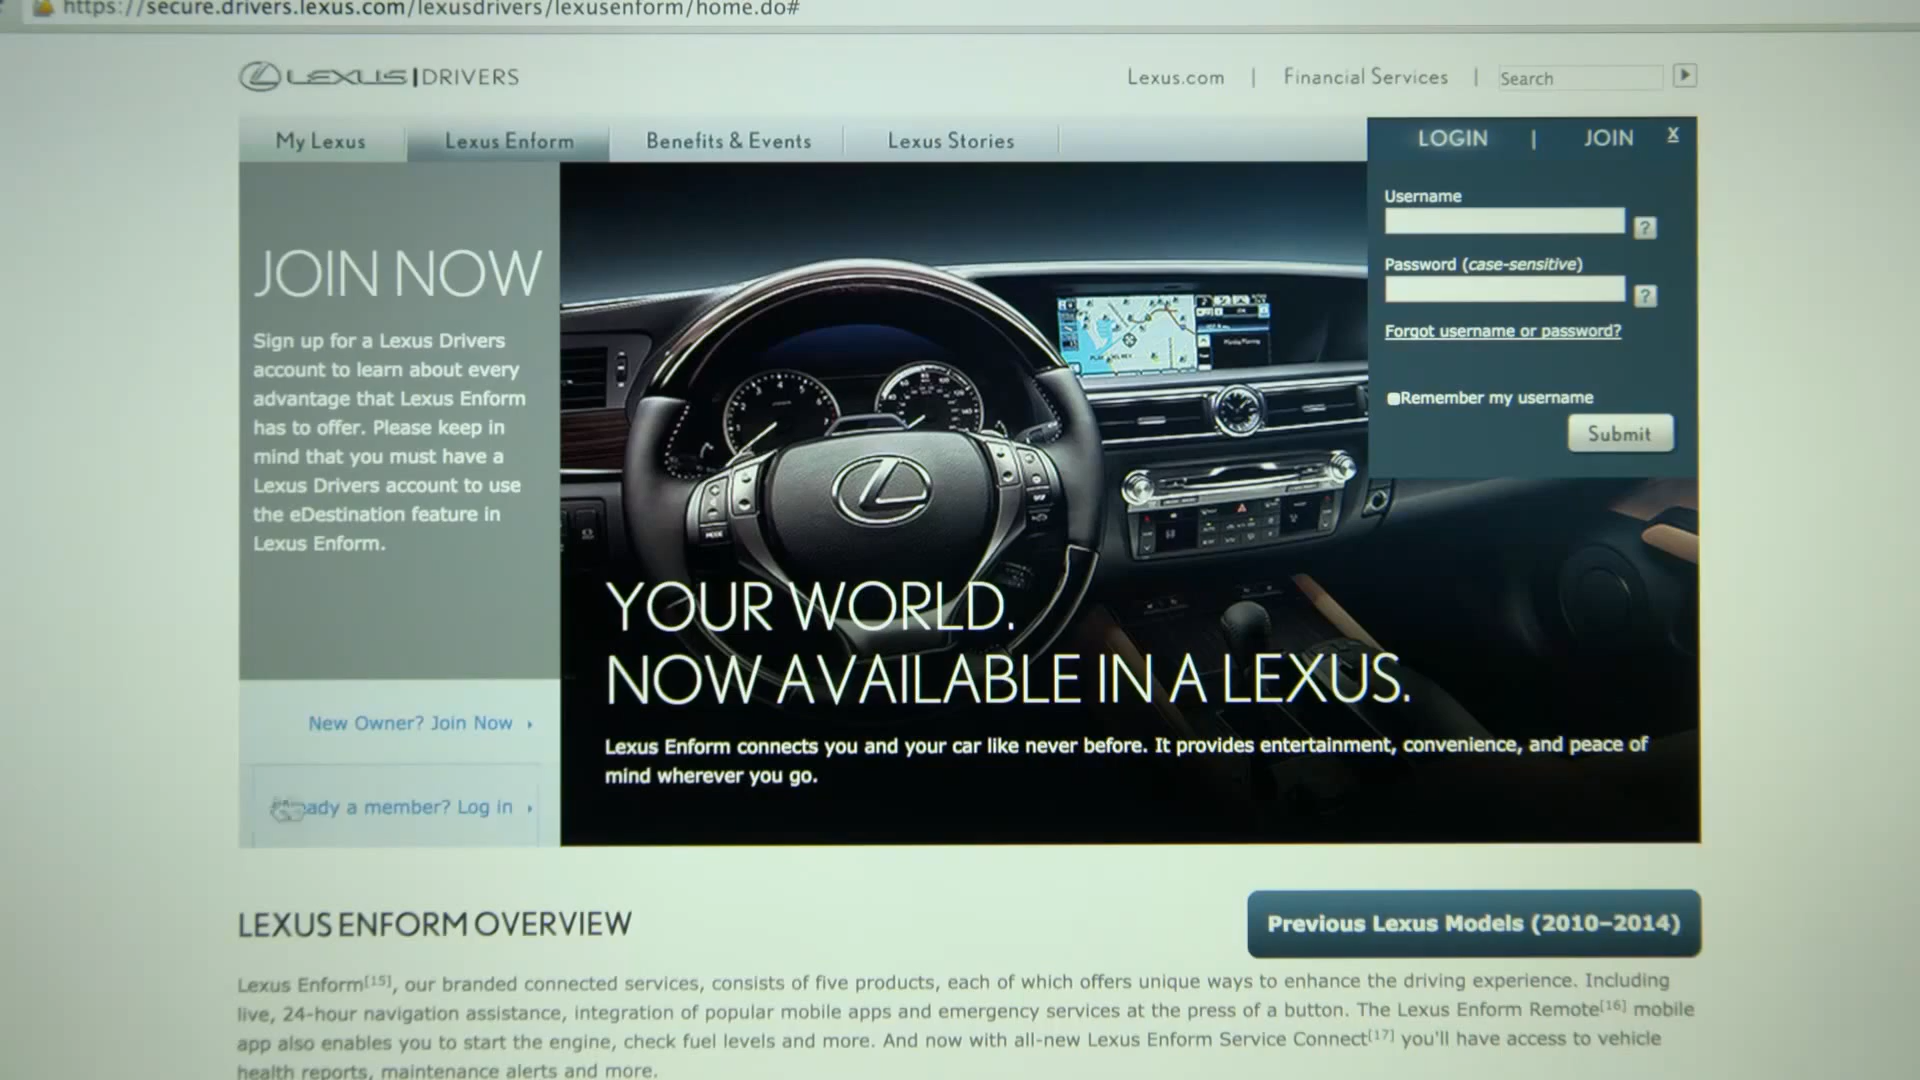 https://secure.drivers.lexus.com/lexusdrivers/lexusenform/home.do#
LEXUS|DRIVERS
Lexus.com | Financial Services | Search
My Lexus
Lexus Enform
Benefits & Events
Lexus Stories
LOGIN | JOIN X
Username
?
Password (case-sensitive)
?
Forgot username or password?
Remember my username
Submit
JOIN NOW
Sign up for a Lexus Drivers
account to learn about every
advantage that Lexus Enform
has to offer. Please keep in
mind that you must have a
Lexus Drivers account to use
the eDestination feature in
Lexus Enform.
New Owner? Join Now
ady a member? Log in
YOUR WORLD.
NOW AVAILABLE IN A LEXUS.
Lexus Enform connects you and your car like never before. It provides entertainment, convenience, and peace of
mind wherever you go.
LEXUS ENFORM OVERVIEW
Previous Lexus Models (2010–2014)
Lexus Enform[15], our branded connected services, consists of five products, each of which offers unique ways to enhance the driving experience. Including
live, 24-hour navigation assistance, integration of popular mobile apps and emergency services at the press of a button. The Lexus Enform Remote[16] mobile
app also enables you to start the engine, check fuel levels and more. And now with all-new Lexus Enform Service Connect[17] you'll have access to vehicle
health reports, maintenance alerts and more.